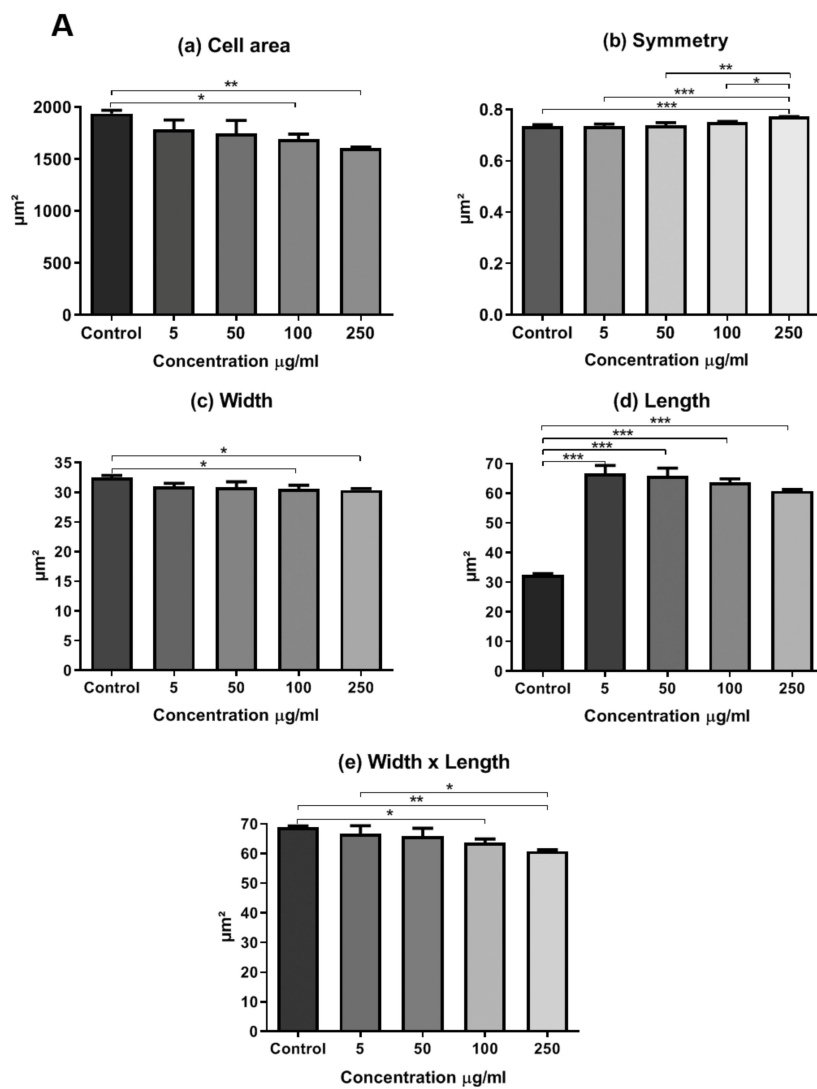 A
(a) Cell area
**
*
2000
1500
1000
500
0
µm²
Control 5 50 100 250
Concentration µg/ml
(b) Symmetry
**
*
***
***
0.8
0.6
0.4
0.2
0.0
µm²
Control 5 50 100 250
Concentration µg/ml
(c) Width
*
*
35
30
25
20
15
10
5
0
µm²
Control 5 50 100 250
Concentration µg/ml
(d) Length
***
***
***
***
70
60
50
40
30
20
10
0
µm²
Control 5 50 100 250
Concentration µg/ml
(e) Width x Length
*
**
*
70
60
50
40
30
20
10
0
µm²
Control 5 50 100 250
Concentration µg/ml